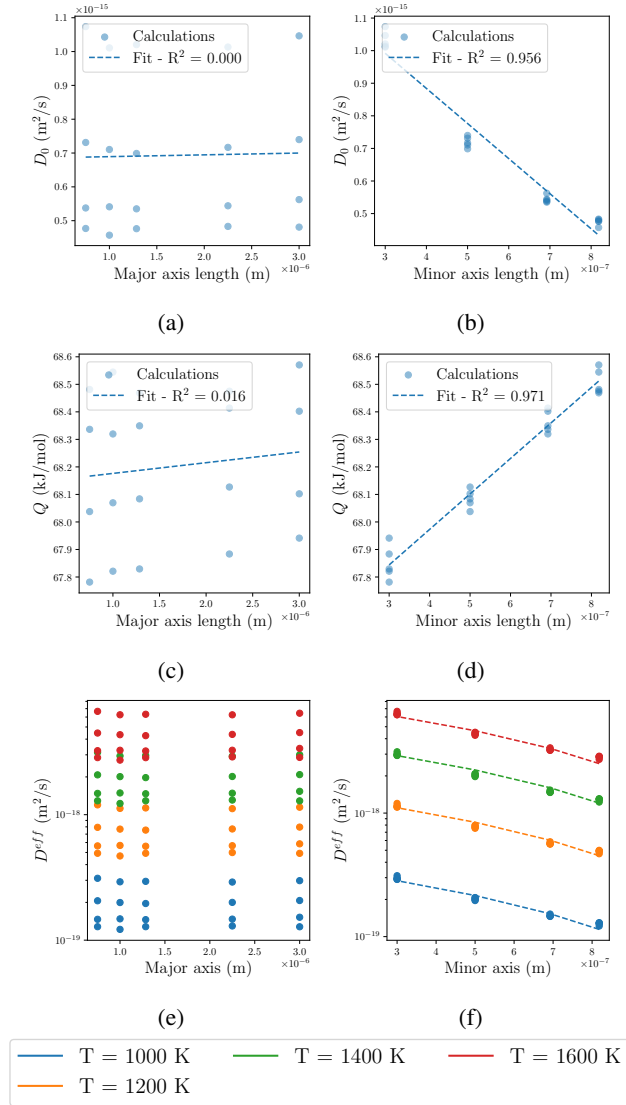 ×10⁻¹⁵
1.1
1.0
0.9
0.8
0.7
0.6
0.5
D₀ (m²/s)
Calculations
Fit - R² = 0.000
1.0 1.5 2.0 2.5 3.0
Major axis length (m) ×10⁻⁶
(a)
1.1
1.0
0.9
0.8
0.7
0.6
0.5
D₀ (m²/s)
Calculations
Fit - R² = 0.956
3 4 5 6 7 8
Minor axis length (m) ×10⁻⁷
(b)
68.6
68.5
68.4
68.3
68.2
68.1
68.0
67.9
67.8
Q (kJ/mol)
Calculations
Fit - R² = 0.016
1.0 1.5 2.0 2.5 3.0
Major axis length (m) ×10⁻⁶
(c)
68.6
68.5
68.4
68.3
68.2
68.1
68.0
67.9
67.8
Q (kJ/mol)
Calculations
Fit - R² = 0.971
3 4 5 6 7 8
Minor axis length (m) ×10⁻⁷
(d)
10⁻¹⁸
10⁻¹⁹
D^eff (m²/s)
1.0 1.5 2.0 2.5 3.0
Major axis (m) ×10⁻⁶
(e)
10⁻¹⁸
10⁻¹⁹
D^eff (m²/s)
3 4 5 6 7 8
Minor axis (m) ×10⁻⁷
(f)
T = 1000 K T = 1400 K T = 1600 K
T = 1200 K